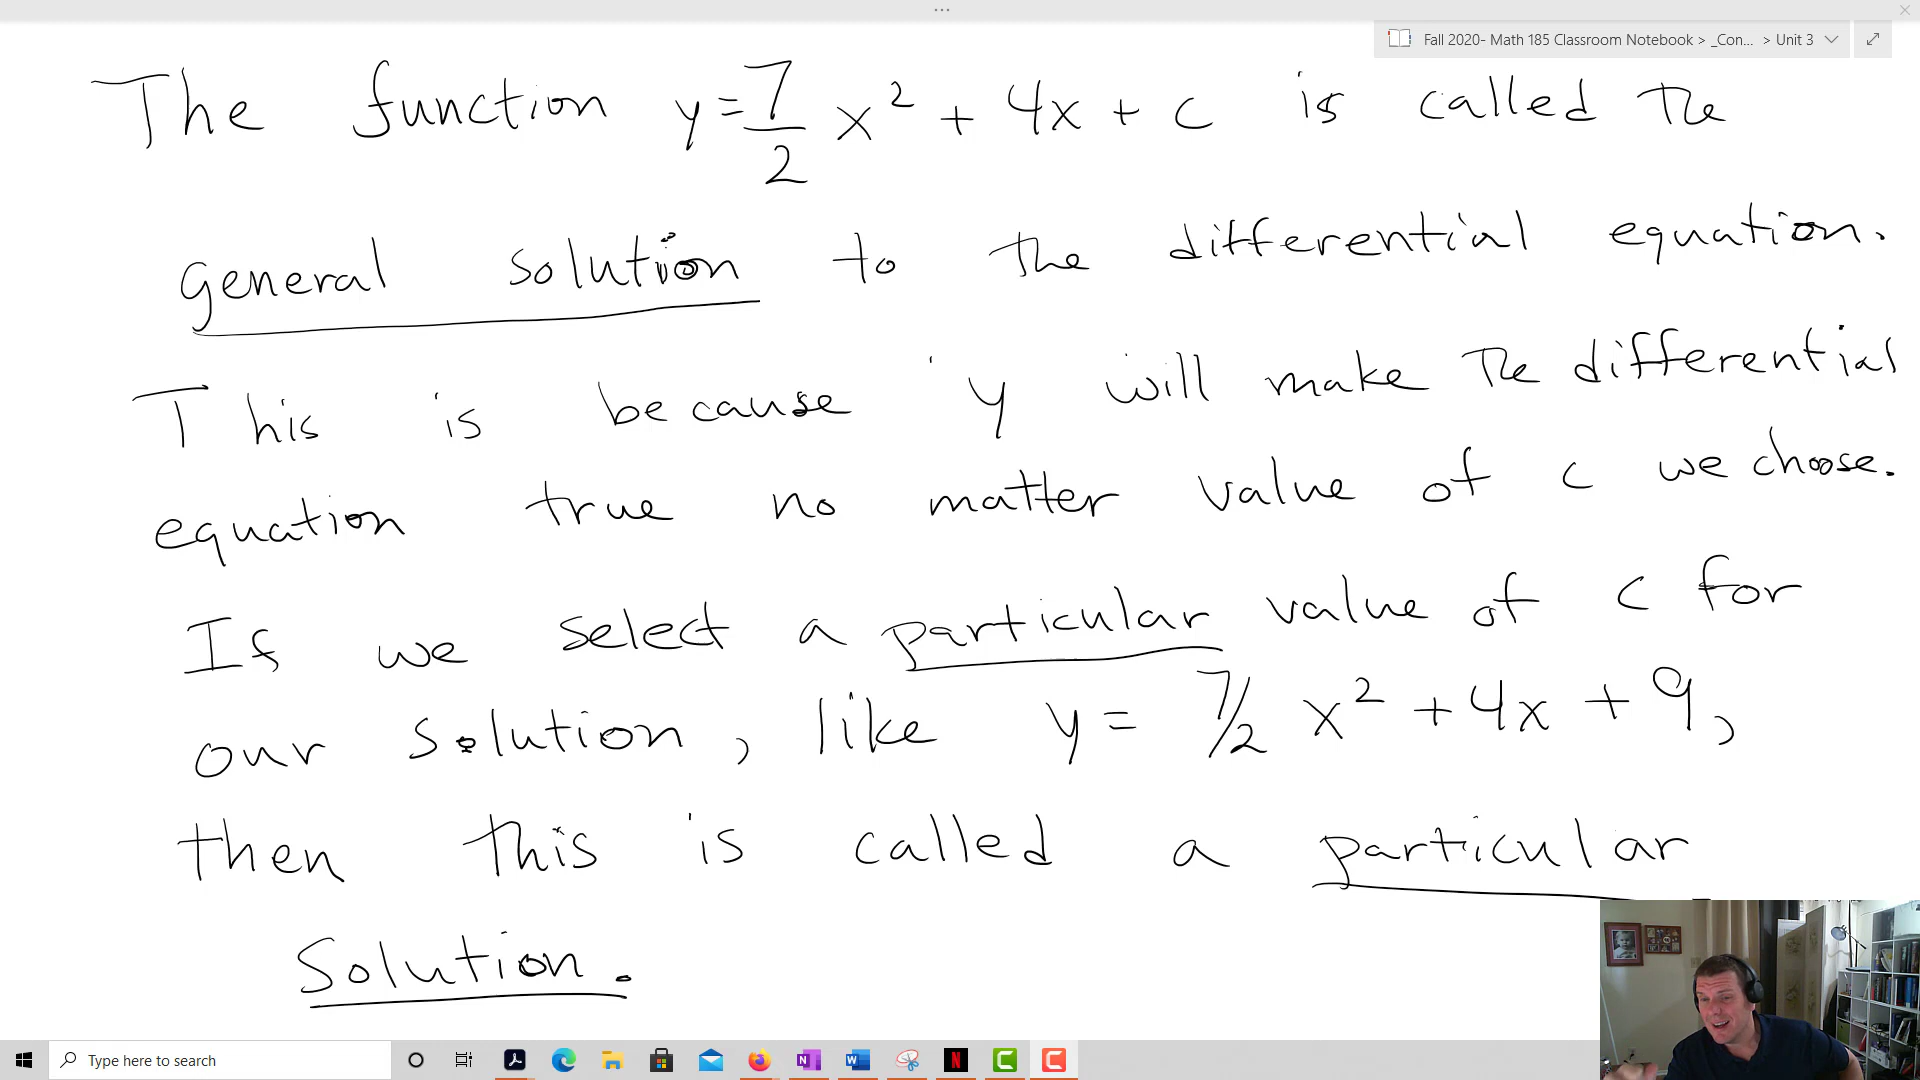 Fall 2020- Math 185 Classroom Notebook > _Con... > Unit 3
The function y = 7/2 x² + 4x + c is called the
general solution to the differential equation.
This is because y will make the differential
equation true no matter value of c we choose.
If we select a particular value of c for
our solution, like y = 7/2 x² + 4x + 9,
then this is called a particular
solution.
Type here to search